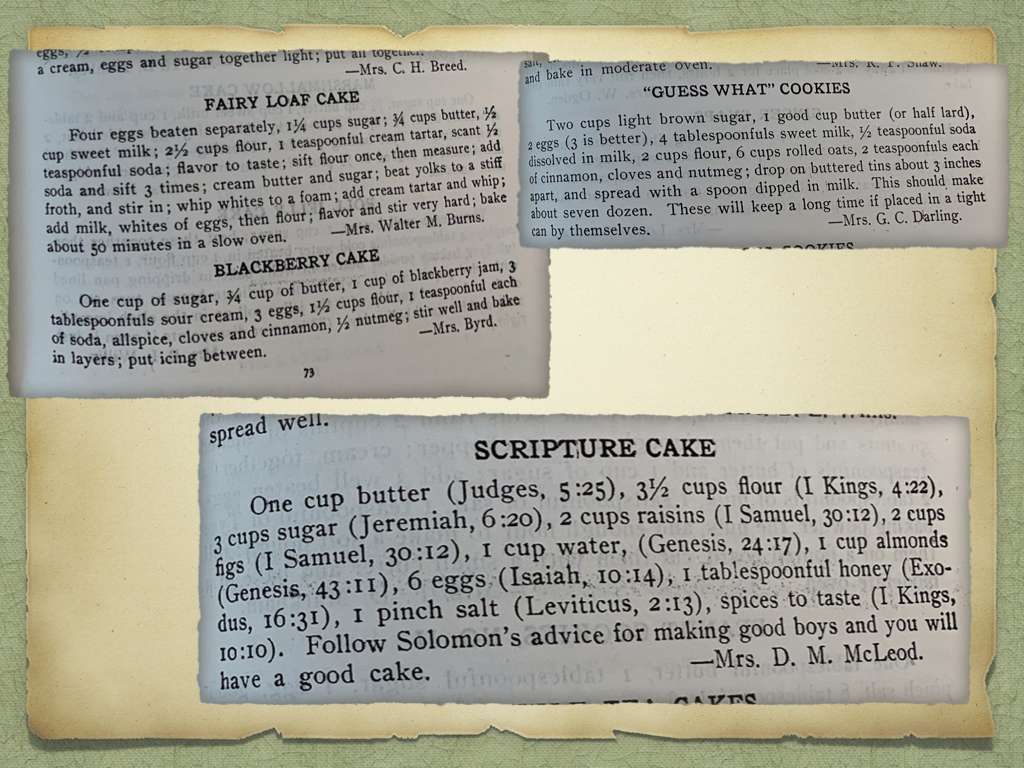 a cream, eggs and sugar together light; put all together.
—Mrs. C. H. Breed.
FAIRY LOAF CAKE
Four eggs beaten separately, 1¼ cups sugar; ¾ cups butter, ½
cup sweet milk; 2½ cups flour, 1 teaspoonful cream tartar, scant ½
teaspoonful soda; flavor to taste; sift flour once, then measure; add
soda and sift 3 times; cream butter and sugar; beat yolks to a stiff
froth, and stir in; whip whites to a foam; add cream tartar and whip;
add milk, whites of eggs, then flour; flavor and stir very hard; bake
about 50 minutes in a slow oven. —Mrs. Walter M. Burns.
BLACKBERRY CAKE
One cup of sugar, ¾ cup of butter, 1 cup of blackberry jam, 3
tablespoonfuls sour cream, 3 eggs, 1½ cups flour, 1 teaspoonful each
of soda, allspice, cloves and cinnamon, ½ nutmeg; stir well and bake
in layers; put icing between. —Mrs. Byrd.
73
and bake in moderate oven. —Mrs. R. P. Shaw.
“GUESS WHAT” COOKIES
Two cups light brown sugar, 1 good cup butter (or half lard),
2 eggs (3 is better), 4 tablespoonfuls sweet milk, ½ teaspoonful soda
dissolved in milk, 2 cups flour, 6 cups rolled oats, 2 teaspoonfuls each
of cinnamon, cloves and nutmeg; drop on buttered tins about 3 inches
apart, and spread with a spoon dipped in milk. This should make
about seven dozen. These will keep a long time if placed in a tight
can by themselves. —Mrs. G. C. Darling.
COOKIES
spread well.
SCRIPTURE CAKE
One cup butter (Judges, 5:25), 3½ cups flour (I Kings, 4:22),
3 cups sugar (Jeremiah, 6:20), 2 cups raisins (I Samuel, 30:12), 2 cups
figs (I Samuel, 30:12), 1 cup water, (Genesis, 24:17), 1 cup almonds
(Genesis, 43:11), 6 eggs (Isaiah, 10:14), 1 tablespoonful honey (Exo-
dus, 16:31), 1 pinch salt (Leviticus, 2:13), spices to taste (I Kings,
10:10). Follow Solomon’s advice for making good boys and you will
have a good cake. —Mrs. D. M. McLeod.
TEA CAKES